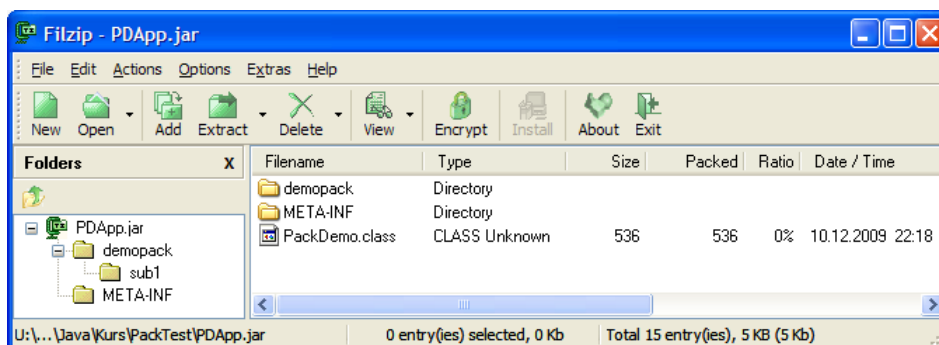 Filzip - PDApp.jar
File Edit Actions Options Extras Help
New Open Add Extract Delete View Encrypt Install About Exit
Folders X Filename Type Size Packed Ratio Date / Time
demopack Directory
META-INF Directory
PackDemo.class CLASS Unknown 536 536 0% 10.12.2009 22:18
PDApp.jar
demopack
sub1
META-INF
U:\...\Java\Kurs\PackTest\PDApp.jar 0 entry(ies) selected, 0 Kb Total 15 entry(ies), 5 KB (5 Kb)